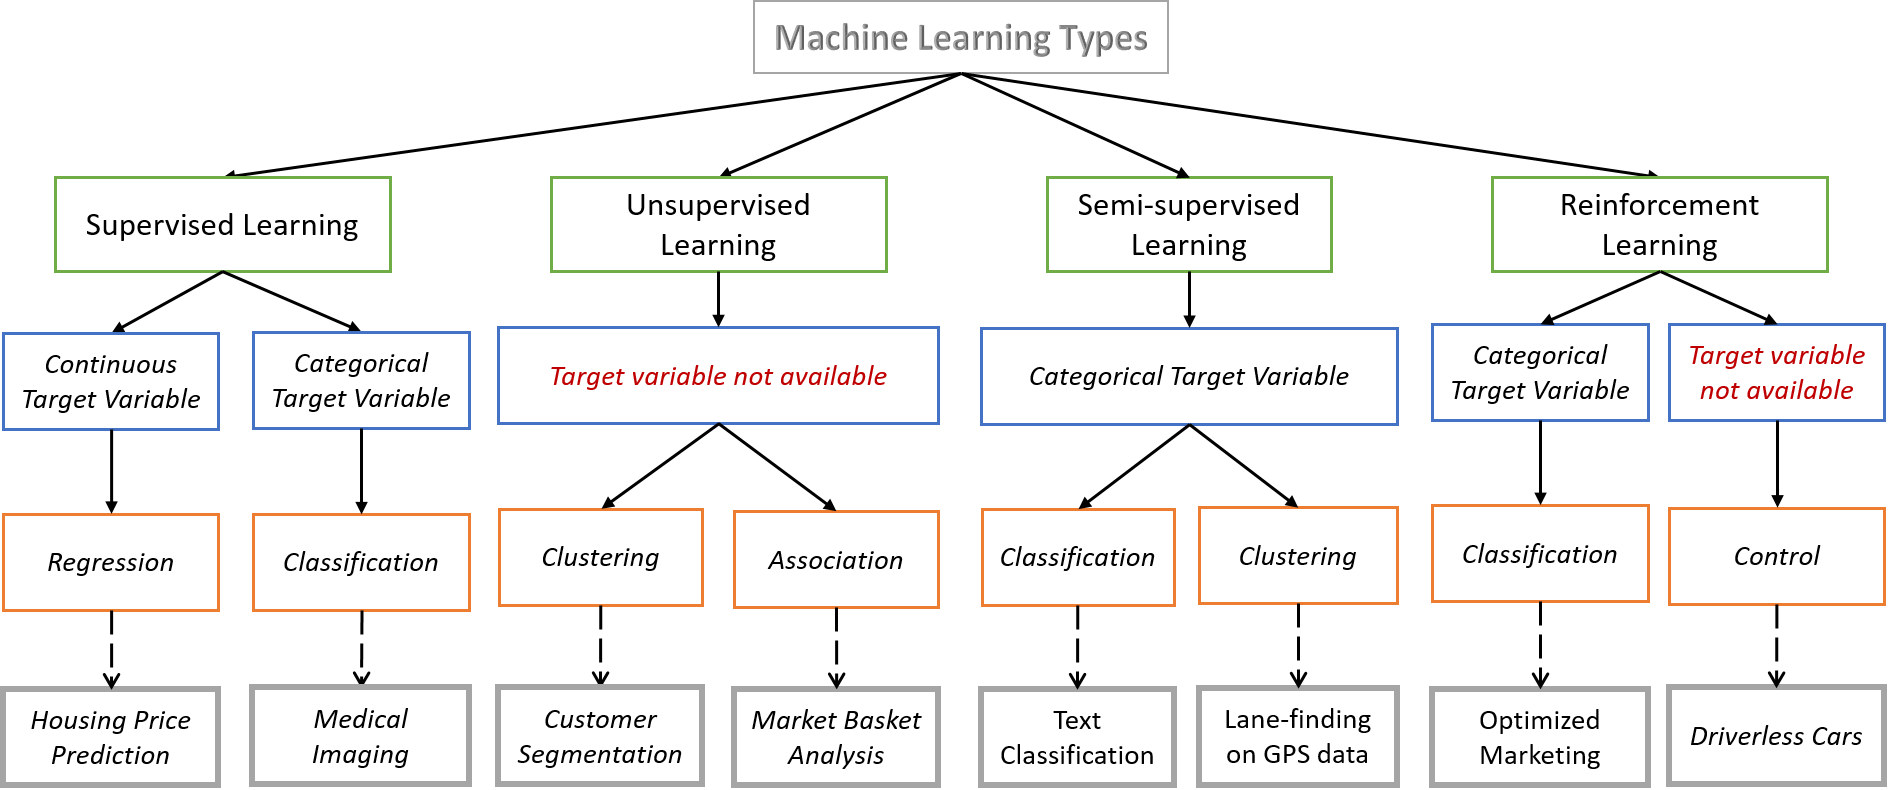 Machine Learning Types
Supervised Learning
Unsupervised
Learning
Semi-supervised
Learning
Reinforcement
Learning
Continuous
Target Variable
Categorical
Target Variable
Target variable not available
Categorical Target Variable
Categorical
Target Variable
Target variable
not available
Regression
Classification
Clustering
Association
Classification
Clustering
Classification
Control
Housing Price
Prediction
Medical
Imaging
Customer
Segmentation
Market Basket
Analysis
Text
Classification
Lane-finding
on GPS data
Optimized
Marketing
Driverless Cars